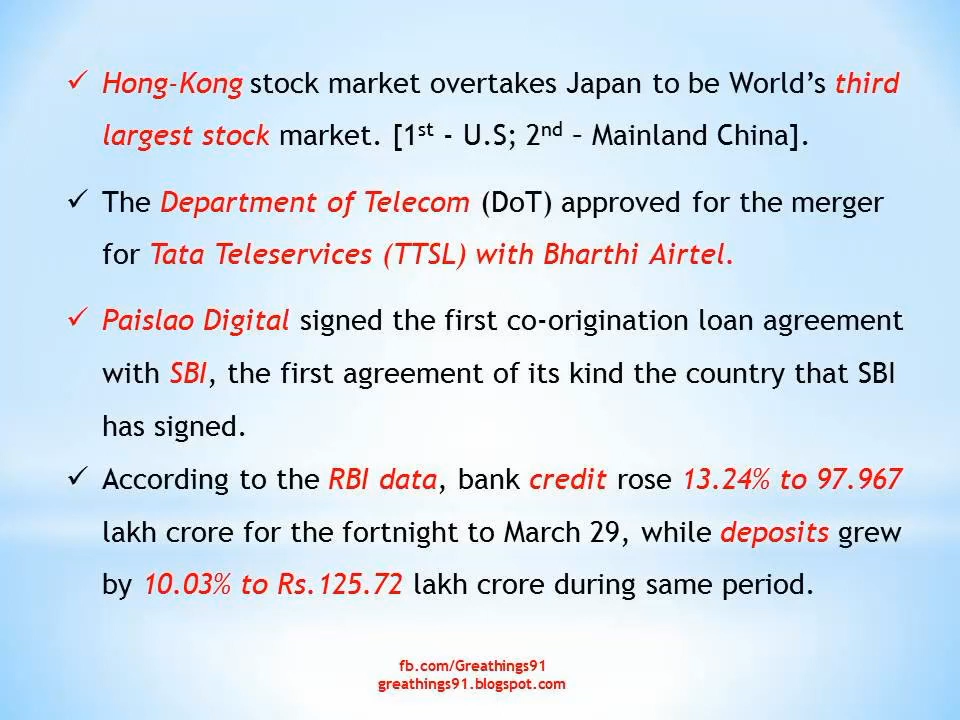 ✓ Hong-Kong stock market overtakes Japan to be World's third
largest stock market. [1st - U.S; 2nd – Mainland China].
✓ The Department of Telecom (DoT) approved for the merger
for Tata Teleservices (TTSL) with Bharthi Airtel.
✓ Paislao Digital signed the first co-origination loan agreement
with SBI, the first agreement of its kind the country that SBI
has signed.
✓ According to the RBI data, bank credit rose 13.24% to 97.967
lakh crore for the fortnight to March 29, while deposits grew
by 10.03% to Rs.125.72 lakh crore during same period.
fb.com/Greathings91
greathings91.blogspot.com